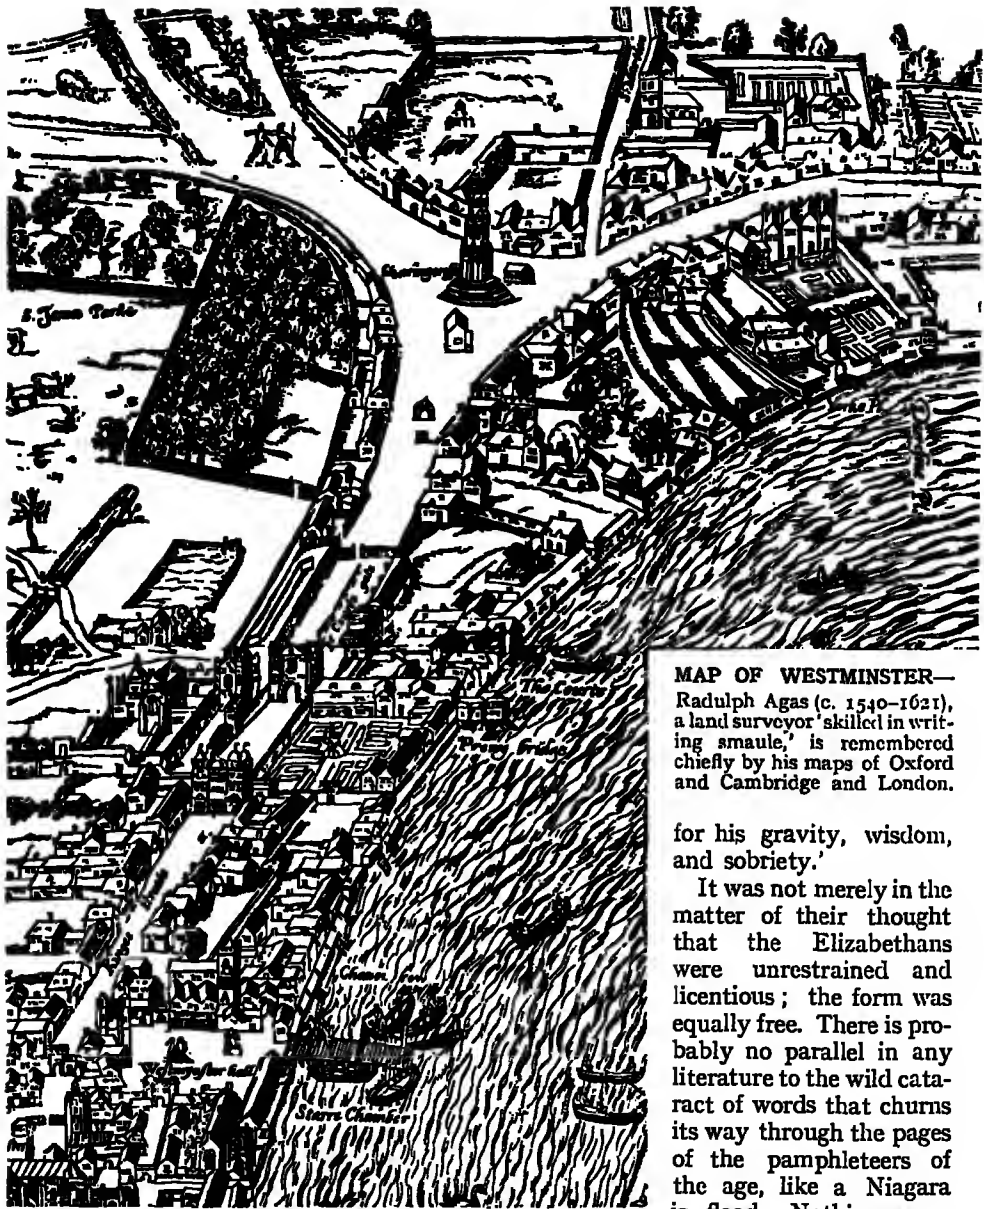 S. James Parke
The Courte
Preuy bridge
Starre Chamber
MAP OF WESTMINSTER—
Radulph Agas (c. 1540–1621),
a land surveyor 'skilled in writ-
ing smaule,' is remembered
chiefly by his maps of Oxford
and Cambridge and London.
for his gravity, wisdom,
and sobriety.'
It was not merely in the
matter of their thought
that the Elizabethans
were unrestrained and
licentious; the form was
equally free. There is pro-
bably no parallel in any
literature to the wild cata-
ract of words that churns
its way through the pages
of the pamphleteers of
the age, like a Niagara